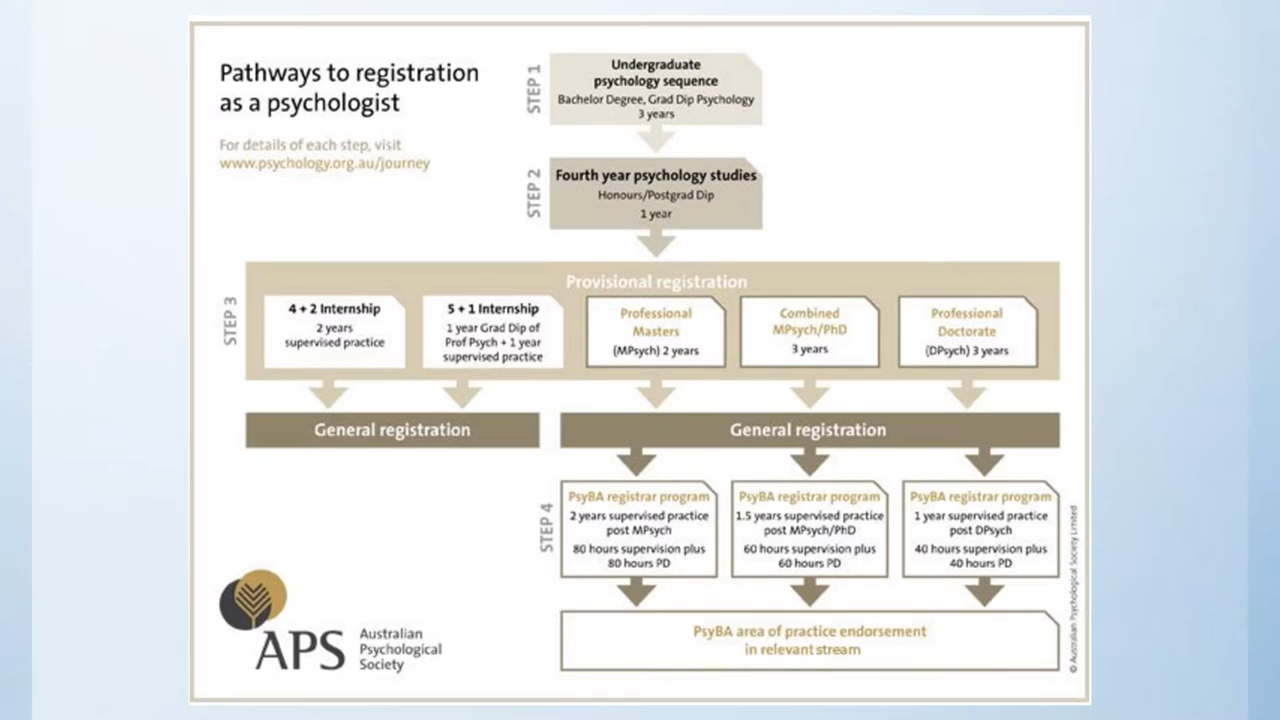 Pathways to registration
as a psychologist
For details of each step, visit
www.psychology.org.au/journey
STEP 1
Undergraduate
psychology sequence
Bachelor Degree, Grad Dip Psychology
3 years
STEP 2
Fourth year psychology studies
Honours/Postgrad Dip
1 year
STEP 3
Provisional registration
4 + 2 Internship
2 years
supervised practice
5 + 1 Internship
1 year Grad Dip of
Prof Psych + 1 year
supervised practice
Professional
Masters
(MPsych) 2 years
Combined
MPsych/PhD
3 years
Professional
Doctorate
(DPsych) 3 years
General registration
General registration
STEP 4
PsyBA registrar program
2 years supervised practice
post MPsych
80 hours supervision plus
80 hours PD
PsyBA registrar program
1.5 years supervised practice
post MPsych/PhD
60 hours supervision plus
60 hours PD
PsyBA registrar program
1 year supervised practice
post DPsych
40 hours supervision plus
40 hours PD
PsyBA area of practice endorsement
in relevant stream
APS
Australian
Psychological
Society
© Australian Psychological Society Limited